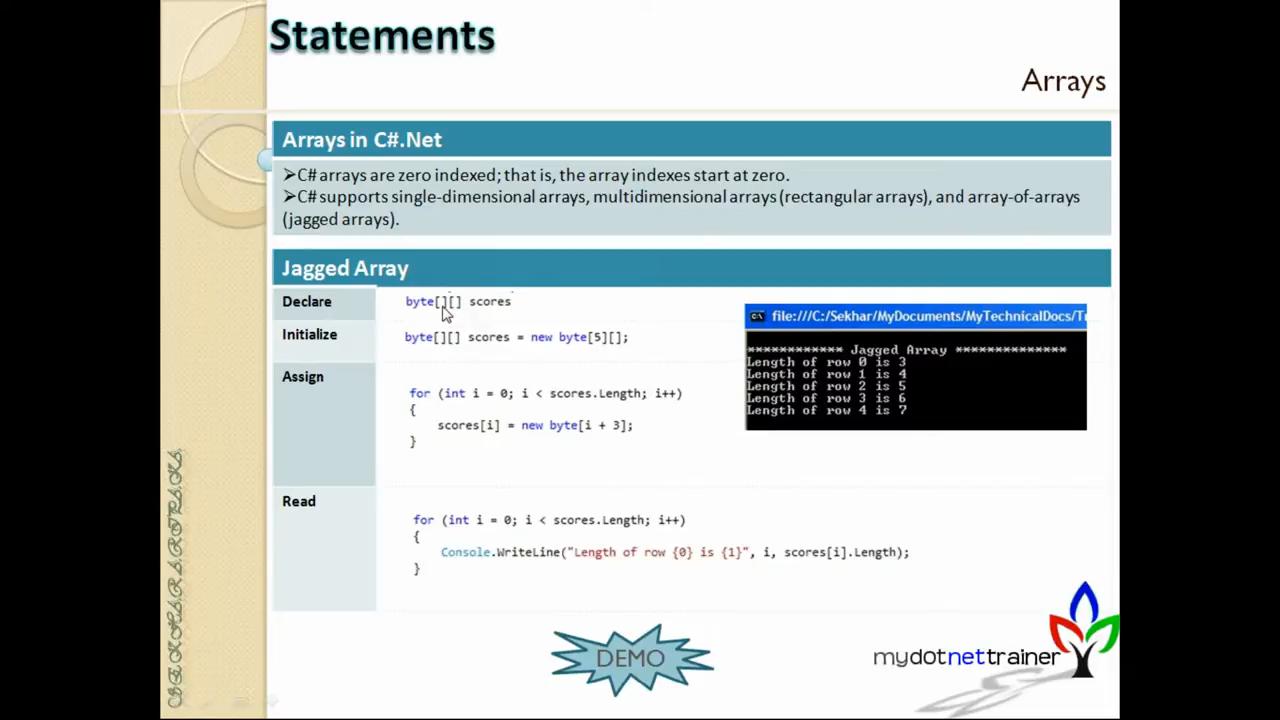 Statements
Arrays
Arrays in C#.Net
➢C# arrays are zero indexed; that is, the array indexes start at zero.
➢C# supports single-dimensional arrays, multidimensional arrays (rectangular arrays), and array-of-arrays
(jagged arrays).
Jagged Array
Declare
byte[][] scores
Initialize
byte[][] scores = new byte[5][];
Assign
for (int i = 0; i < scores.Length; i++)
{
scores[i] = new byte[i + 3];
}
file:///C:/Sekhar/MyDocuments/MyTechnicalDocs/T
************ Jagged Array **************
Length of row 0 is 3
Length of row 1 is 4
Length of row 2 is 5
Length of row 3 is 6
Length of row 4 is 7
Read
for (int i = 0; i < scores.Length; i++)
{
Console.WriteLine("Length of row {0} is {1}", i, scores[i].Length);
}
DEMO
mydotnettrainer